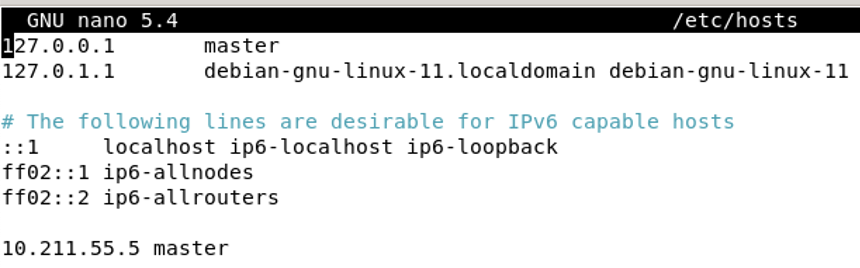 GNU nano 5.4 /etc/hosts
127.0.0.1 master
127.0.1.1 debian-gnu-linux-11.localdomain debian-gnu-linux-11
# The following lines are desirable for IPv6 capable hosts
::1 localhost ip6-localhost ip6-loopback
ff02::1 ip6-allnodes
ff02::2 ip6-allrouters
10.211.55.5 master